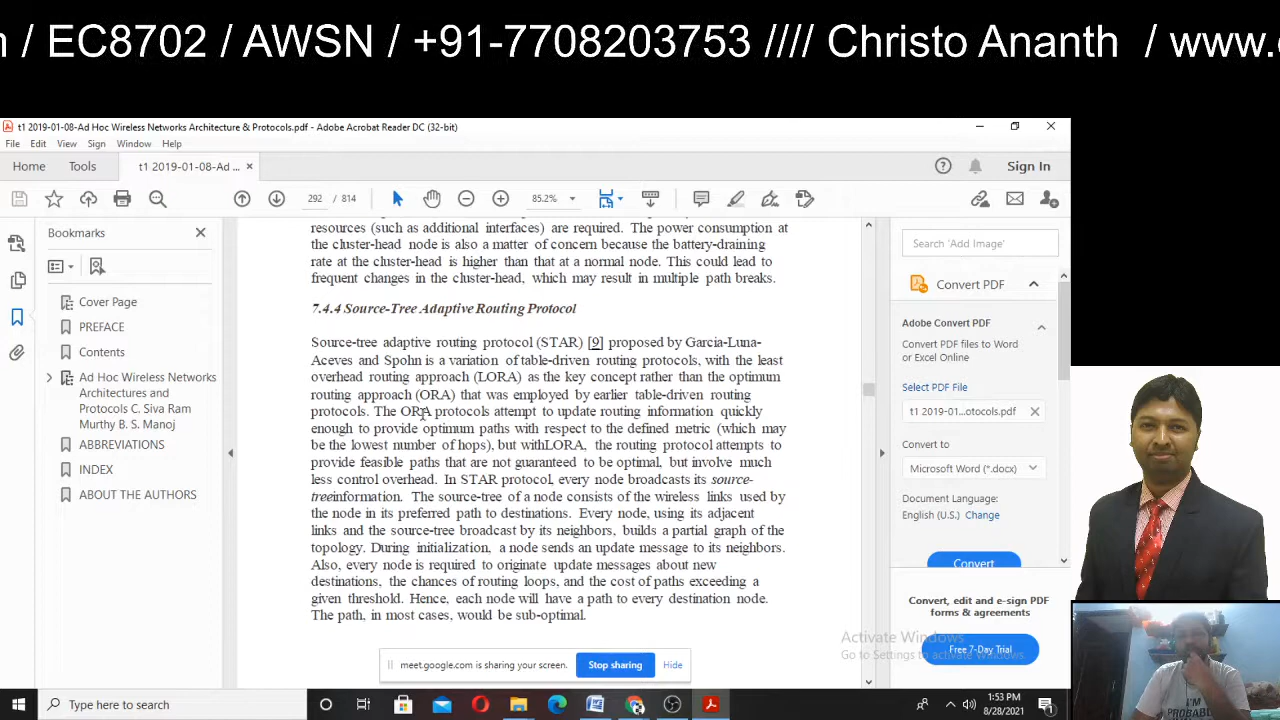 / EC8702 / AWSN / +91-7708203753 //// Christo Ananth / www.
t1 2019-01-08-Ad Hoc Wireless Networks Architecture & Protocols.pdf - Adobe Acrobat Reader DC (32-bit)
File Edit View Sign Window Help
Home Tools t1 2019-01-08-Ad ... × Sign In
292 / 814 85.2%
Bookmarks
Cover Page
PREFACE
Contents
Ad Hoc Wireless Networks
Architectures and
Protocols C. Siva Ram
Murthy B. S. Manoj
ABBREVIATIONS
INDEX
ABOUT THE AUTHORS
resources (such as additional interfaces) are required. The power consumption at
the cluster-head node is also a matter of concern because the battery-draining
rate at the cluster-head is higher than that at a normal node. This could lead to
frequent changes in the cluster-head, which may result in multiple path breaks.
7.4.4 Source-Tree Adaptive Routing Protocol
Source-tree adaptive routing protocol (STAR) [9] proposed by Garcia-Luna-
Aceves and Spohn is a variation of table-driven routing protocols, with the least
overhead routing approach (LORA) as the key concept rather than the optimum
routing approach (ORA) that was employed by earlier table-driven routing
protocols. The ORA protocols attempt to update routing information quickly
enough to provide optimum paths with respect to the defined metric (which may
be the lowest number of hops), but withLORA, the routing protocol attempts to
provide feasible paths that are not guaranteed to be optimal, but involve much
less control overhead. In STAR protocol, every node broadcasts its source-
treeinformation. The source-tree of a node consists of the wireless links used by
the node in its preferred path to destinations. Every node, using its adjacent
links and the source-tree broadcast by its neighbors, builds a partial graph of the
topology. During initialization, a node sends an update message to its neighbors.
Also, every node is required to originate update messages about new
destinations, the chances of routing loops, and the cost of paths exceeding a
given threshold. Hence, each node will have a path to every destination node.
The path, in most cases, would be sub-optimal.
Search 'Add Image'
Convert PDF
Adobe Convert PDF
Convert PDF files to Word
or Excel Online
Select PDF File
t1 2019-01...otocols.pdf
Convert to
Microsoft Word (*.docx)
Document Language:
English (U.S.) Change
Convert
Convert, edit and e-sign PDF
forms & agreements
Free 7-Day Trial
Activate Windows
Go to Settings to activate Windows.
meet.google.com is sharing your screen. Stop sharing Hide
I'M
PROBABL
Type here to search
1:53 PM
8/28/2021